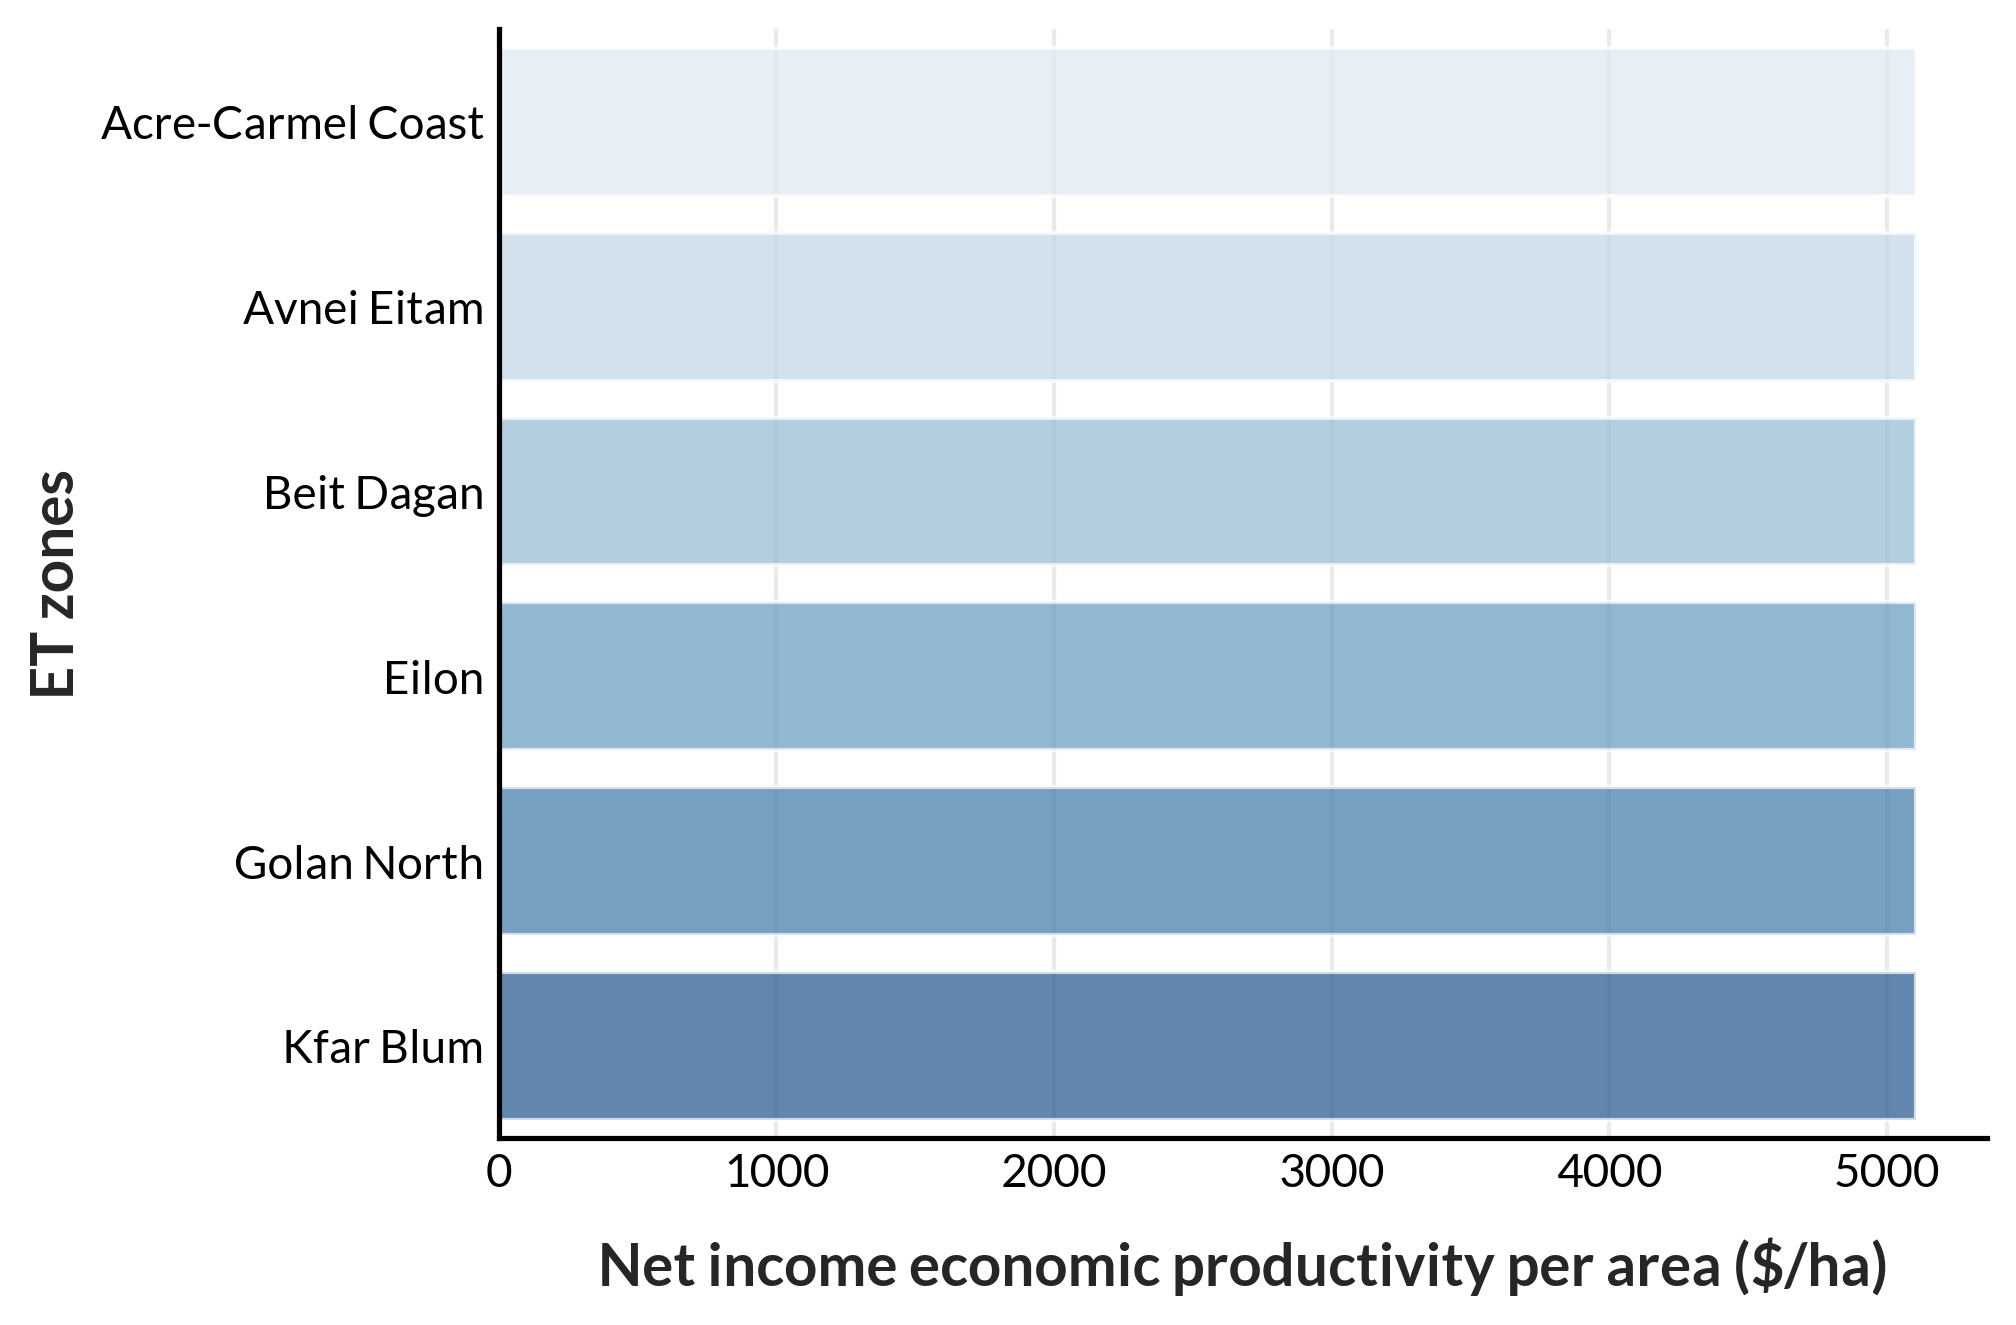 Acre-Carmel Coast
Avnei Eitam
Beit Dagan
Eilon
Golan North
Kfar Blum
ET zones
0 1000 2000 3000 4000 5000
Net income economic productivity per area ($/ha)